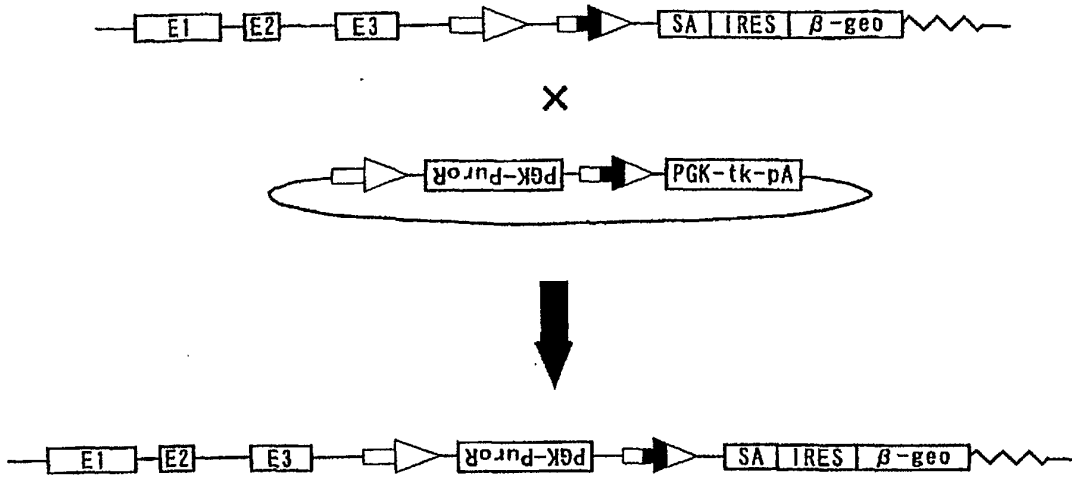 E1 E2 E3 SA IRES β-geo
×
PGK-PuroR PGK-tk-pA
E1 E2 E3 PGK-PuroR SA IRES β-geo